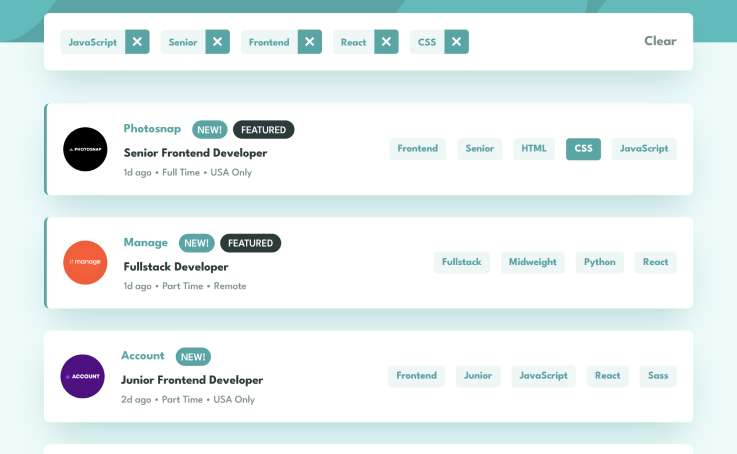 JavaScript Senior Frontend React CSS Clear
Photosnap NEW! FEATURED
PHOTOSNAP
Senior Frontend Developer
1d ago • Full Time • USA Only
Frontend Senior HTML CSS JavaScript
Manage NEW! FEATURED
manage
Fullstack Developer
1d ago • Part Time • Remote
Fullstack Midweight Python React
Account NEW!
ACCOUNT
Junior Frontend Developer
2d ago • Part Time • USA Only
Frontend Junior JavaScript React Sass